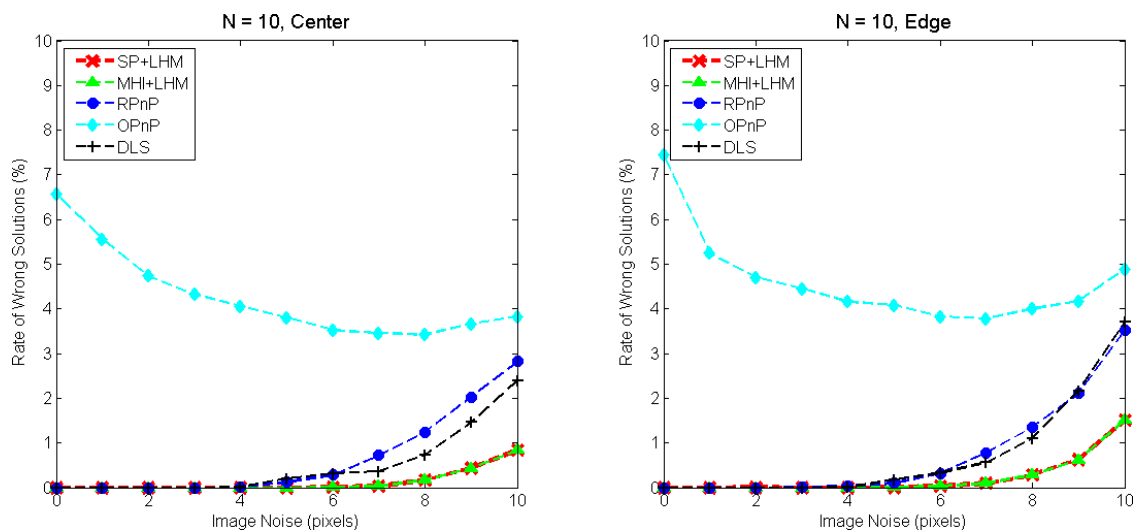 N = 10, Center
10
9
8
7
6
5
4
3
2
1
0
Rate of Wrong Solutions (%)
SP+LHM
MHI+LHM
RPnP
OPnP
DLS
0 2 4 6 8 10
Image Noise (pixels)
N = 10, Edge
10
9
8
7
6
5
4
3
2
1
0
Rate of Wrong Solutions (%)
SP+LHM
MHI+LHM
RPnP
OPnP
DLS
0 2 4 6 8 10
Image Noise (pixels)